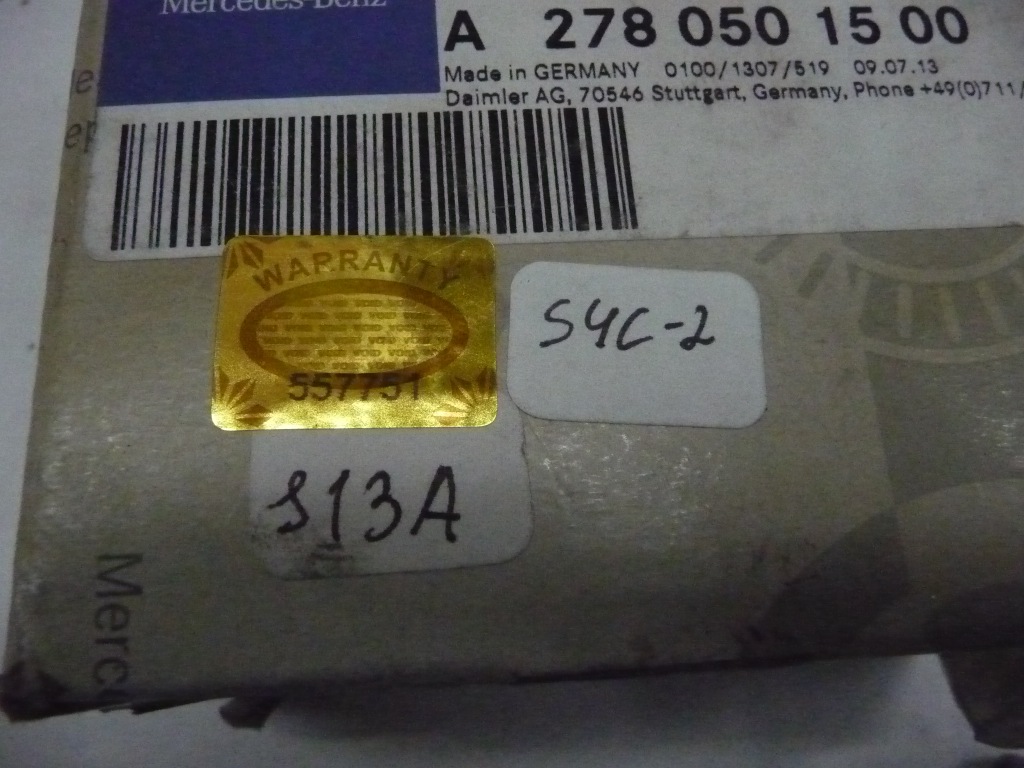 Mercedes-Benz
A 278 050 15 00
Made in GERMANY 0100/1307/519 09.07.13
Daimler AG, 70546 Stuttgart, Germany, Phone +49(0)711/
WARRANTY
557751
S4C-2
S13A
Merc